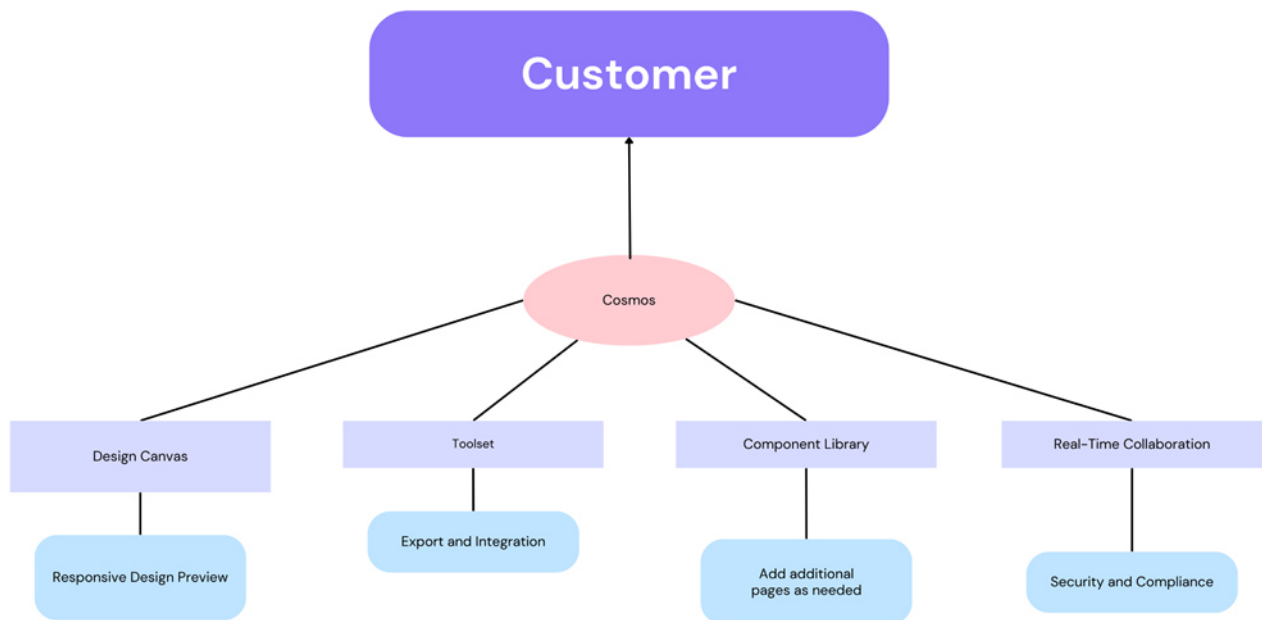 Customer
Cosmos
Design Canvas
Toolset
Component Library
Real-Time Collaboration
Responsive Design Preview
Export and Integration
Add additional
pages as needed
Security and Compliance